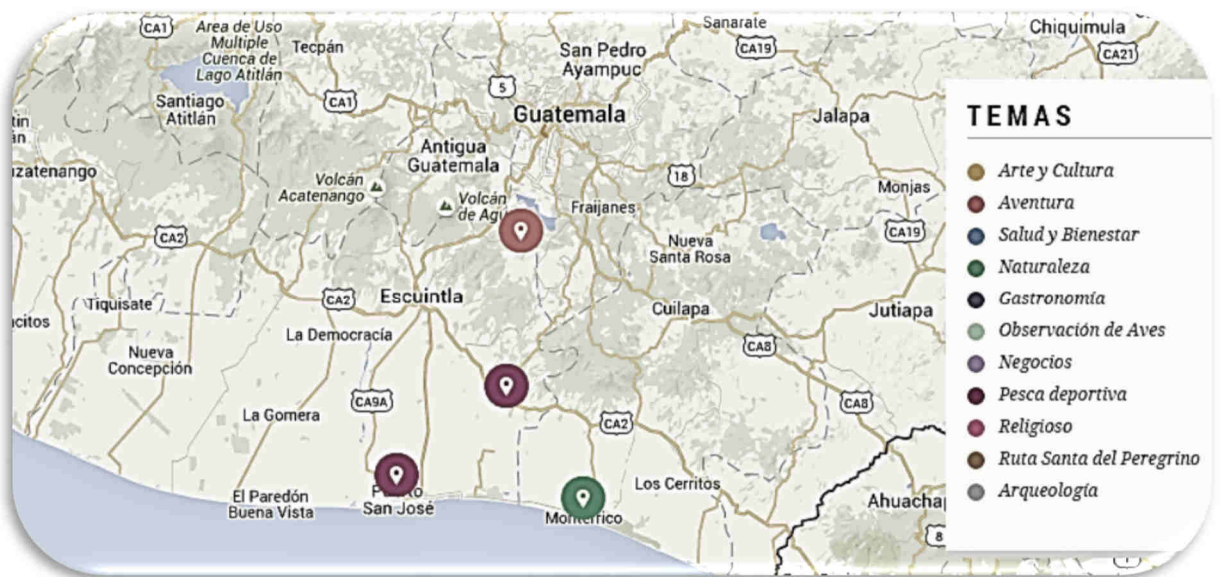 CA1
Area de Uso
Multiple
Cuenca de
Lago Atitlán
Tecpán
Sanarate
CA19
Chiquimula
CA21
San Pedro
Ayampuc
5
Santiago
Atitlán
CA1
Guatemala
Jalapa
Antigua
Guatemala
Volcán
Acatenango
Volcán
de Agu
18
Fraijanes
Monjas
CA19
CA2
Nueva
Santa Rosa
Tiquisate
CA2
Escuintla
Cuilapa
Jutiapa
La Democracia
CA8
Nueva
Concepción
La Gomera
CA9A
CA2
CA8
El Paredón
Buena Vista
San José
Los Cerritos
Ahuacha
8
TEMAS
Arte y Cultura
Aventura
Salud y Bienestar
Naturaleza
Gastronomía
Observación de Aves
Negocios
Pesca deportiva
Religioso
Ruta Santa del Peregrino
Arqueología